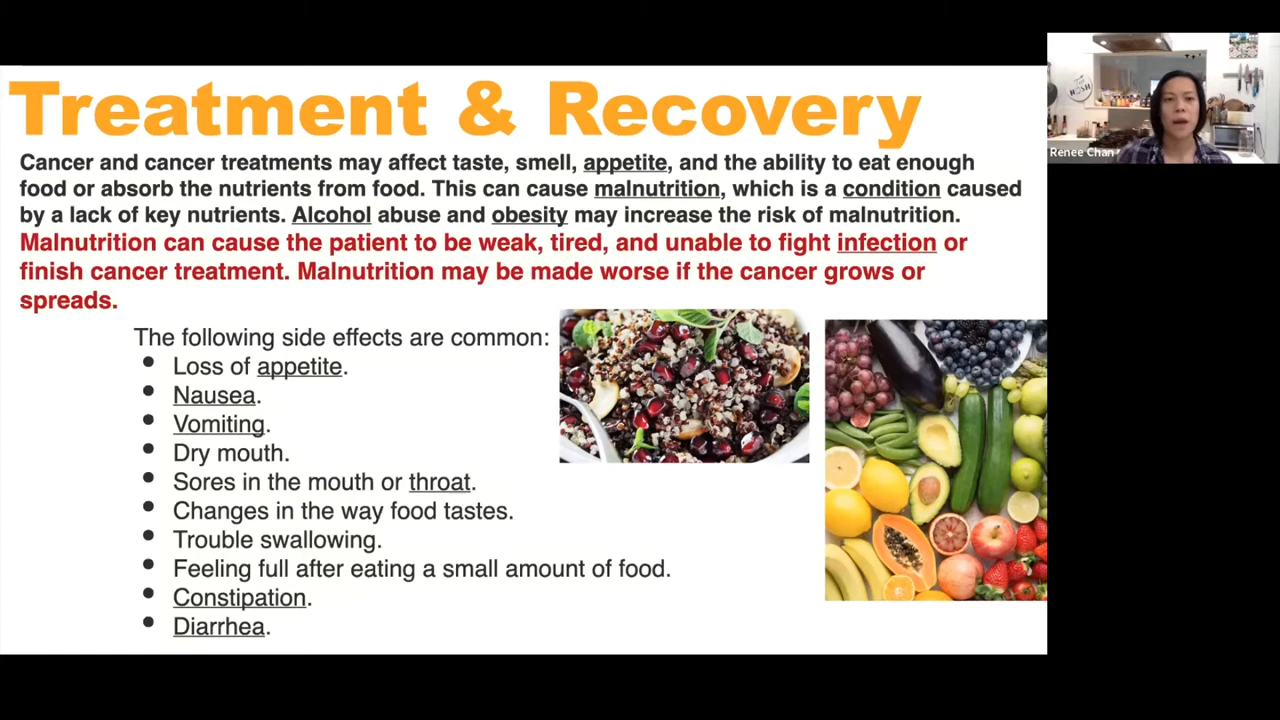 Treatment & Recovery
Cancer and cancer treatments may affect taste, smell, appetite, and the ability to eat enough
food or absorb the nutrients from food. This can cause malnutrition, which is a condition caused
by a lack of key nutrients. Alcohol abuse and obesity may increase the risk of malnutrition.
Malnutrition can cause the patient to be weak, tired, and unable to fight infection or
finish cancer treatment. Malnutrition may be made worse if the cancer grows or
spreads.
The following side effects are common:
• Loss of appetite.
• Nausea.
• Vomiting.
• Dry mouth.
• Sores in the mouth or throat.
• Changes in the way food tastes.
• Trouble swallowing.
• Feeling full after eating a small amount of food.
• Constipation.
• Diarrhea.
Renee Chan